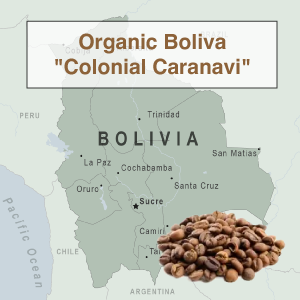 Organic Boliva
"Colonial Caranavi"
Trinidad
PERU
BOLIVIA
San Matias
La Paz
Cochabamba
Oruro
Santa Cruz
Sucre
Pacific Ocean
Camiri
CHILE
ARGENTINA